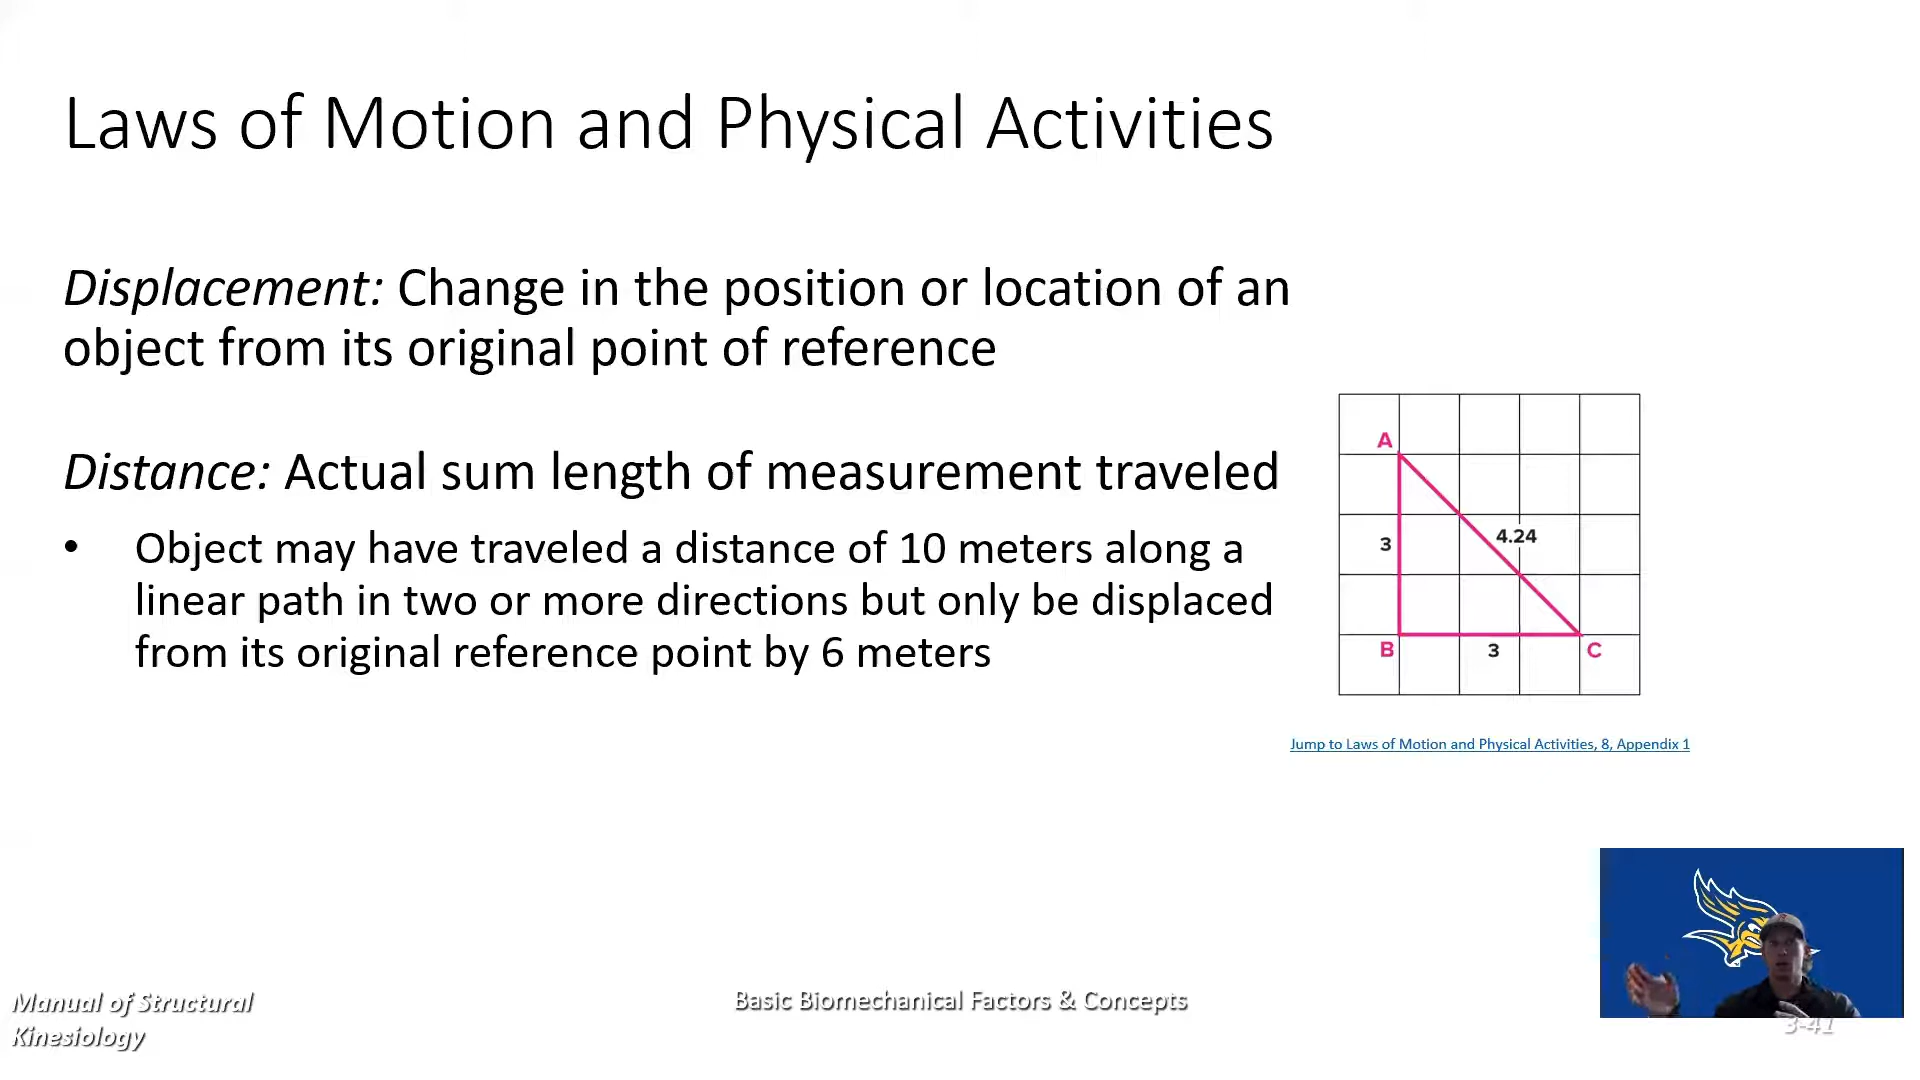 Laws of Motion and Physical Activities
Displacement: Change in the position or location of an
object from its original point of reference
Distance: Actual sum length of measurement traveled
• Object may have traveled a distance of 10 meters along a
linear path in two or more directions but only be displaced
from its original reference point by 6 meters
A
4.24
3
B
3
C
Jump to Laws of Motion and Physical Activities, 8, Appendix 1
Manual of Structural
Kinesiology
Basic Biomechanical Factors & Concepts
3-41